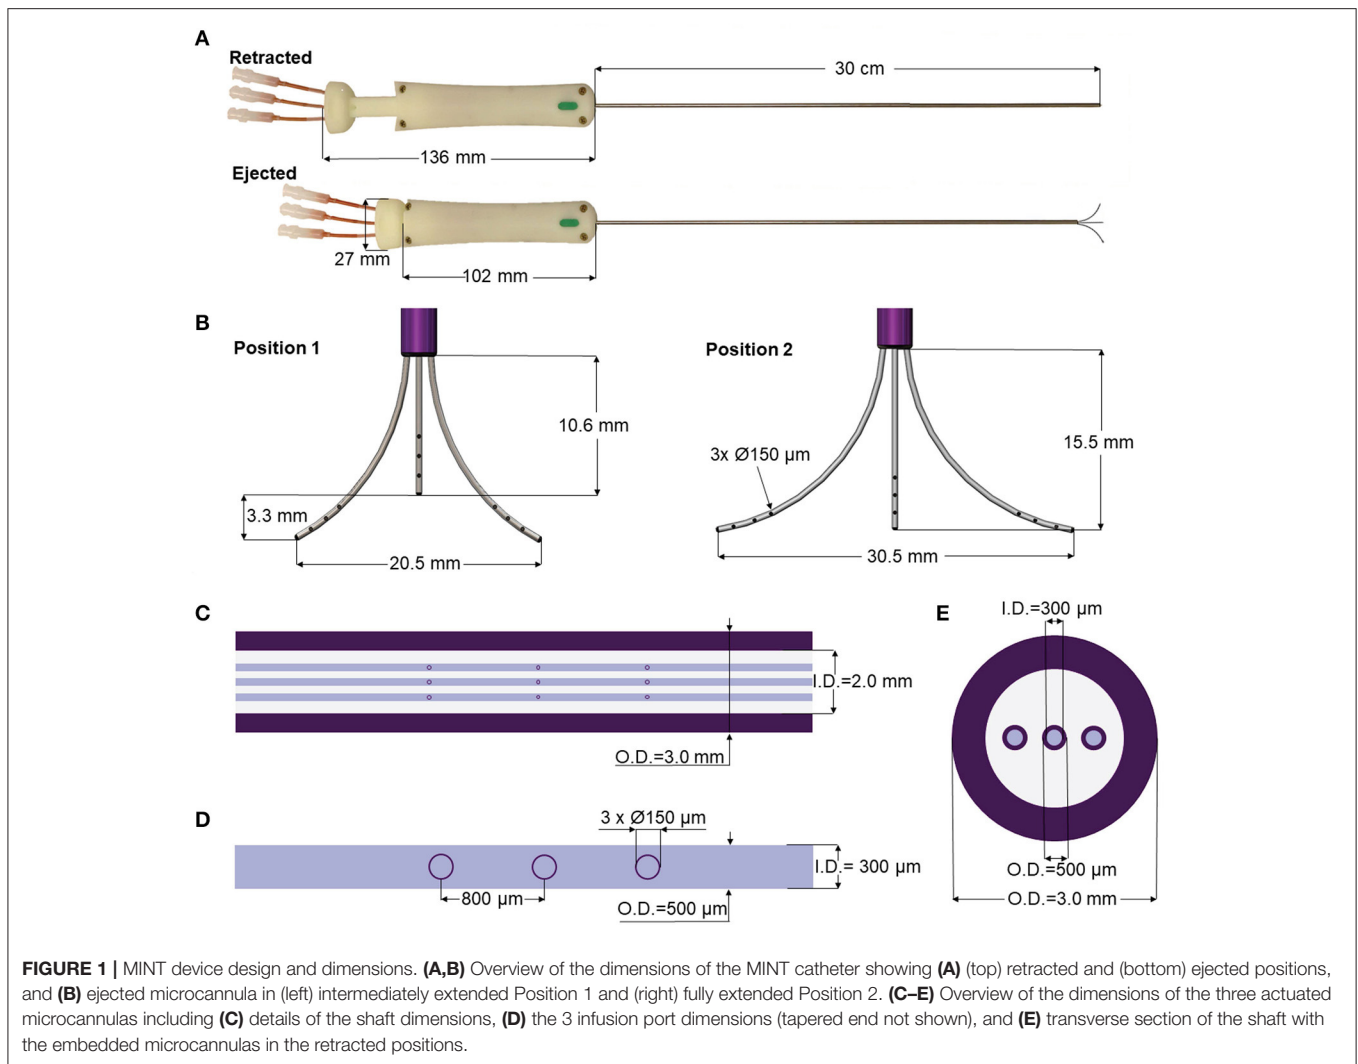 A
Retracted
30 cm
136 mm
Ejected
27 mm
102 mm
B
Position 1
10.6 mm
3.3 mm
20.5 mm
Position 2
3x Ø150 µm
15.5 mm
30.5 mm
C
I.D.=2.0 mm
O.D.=3.0 mm
D
3 x Ø150 µm
800 µm
I.D.= 300 µm
O.D.=500 µm
E
I.D.=300 µm
O.D.=500 µm
O.D.=3.0 mm
FIGURE 1 | MINT device design and dimensions. (A,B) Overview of the dimensions of the MINT catheter showing (A) (top) retracted and (bottom) ejected positions,
and (B) ejected microcannula in (left) intermediately extended Position 1 and (right) fully extended Position 2. (C–E) Overview of the dimensions of the three actuated
microcannulas including (C) details of the shaft dimensions, (D) the 3 infusion port dimensions (tapered end not shown), and (E) transverse section of the shaft with
the embedded microcannulas in the retracted positions.